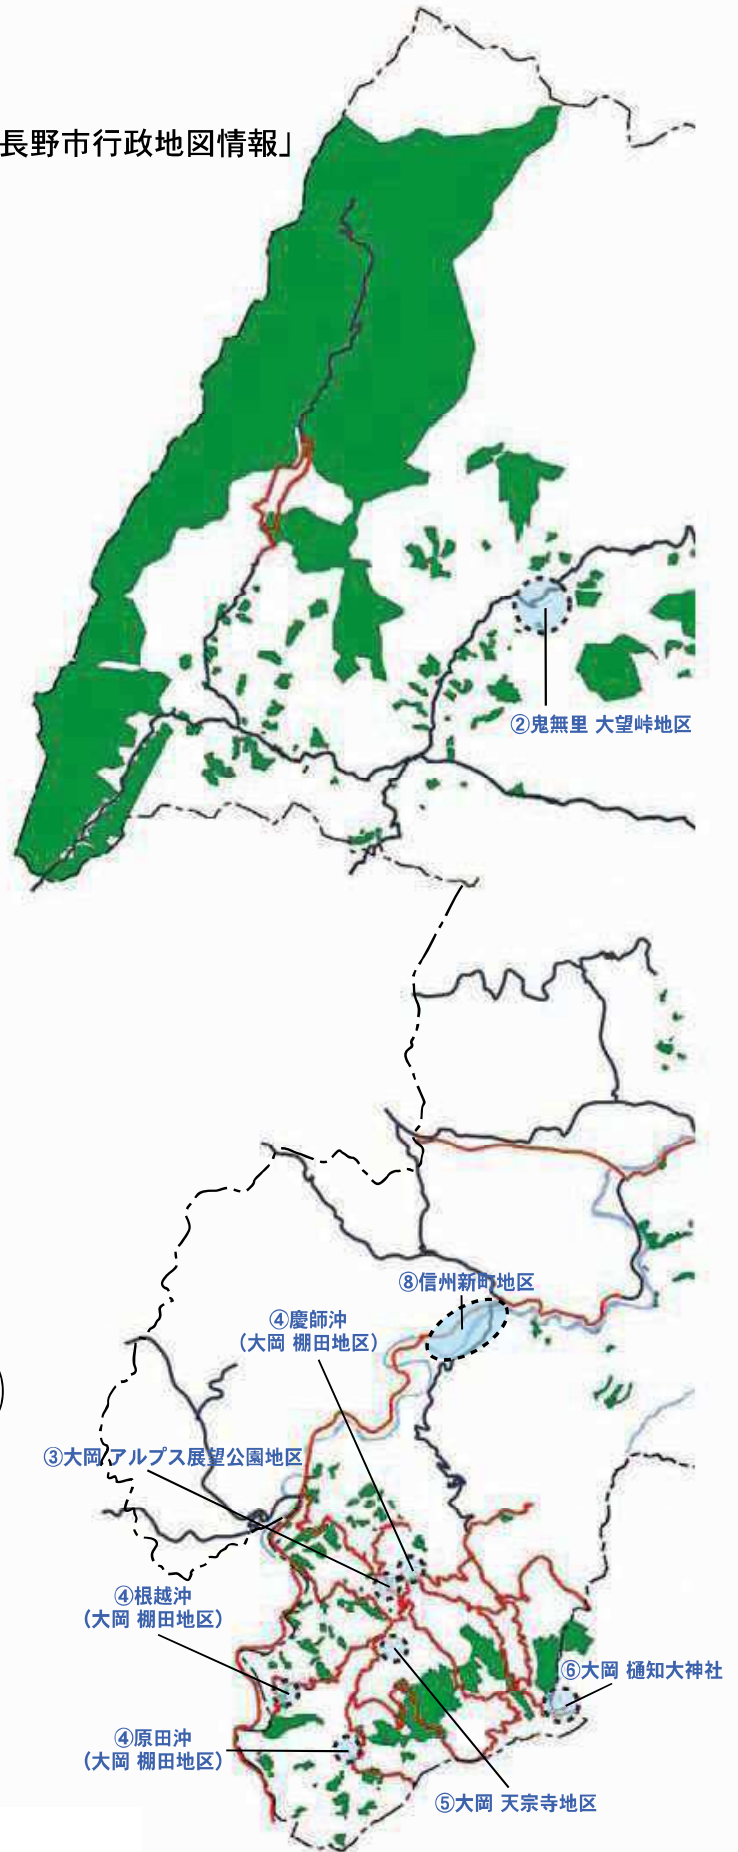 長野市行政地図情報」
②鬼無里 大望峠地区
⑧信州新町地区
④慶師沖
（大岡 棚田地区）
③大岡 アルプス展望公園地区
④根越沖
（大岡 棚田地区）
⑥大岡 樋知大神社
④原田沖
（大岡 棚田地区）
⑤大岡 天宗寺地区